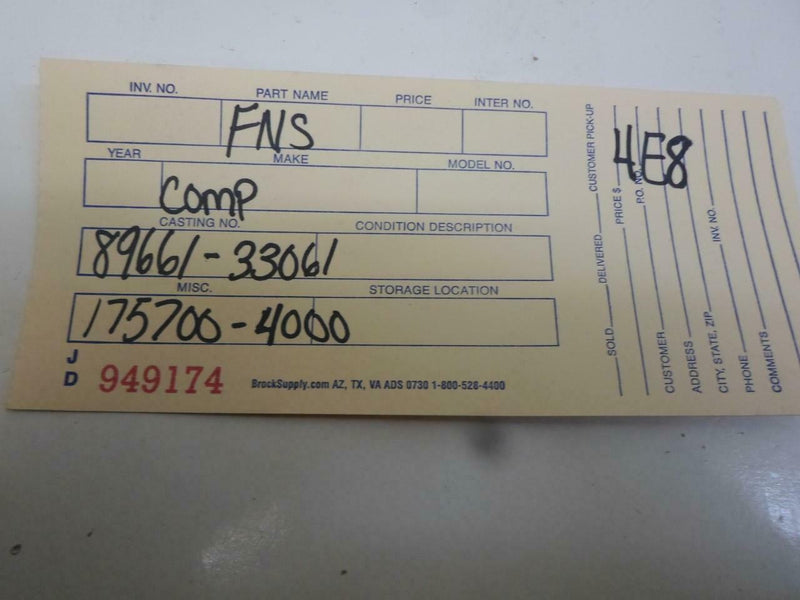 INV. NO. PART NAME PRICE INTER NO.
FNS
YEAR MAKE MODEL NO.
comp
CASTING NO. CONDITION DESCRIPTION
89661-33061
MISC. STORAGE LOCATION
175700-4000
J
D 949174 BrockSupply.com AZ, TX, VA ADS 0730 1-800-528-4400
4E8
SOLD DELIVERED CUSTOMER PICK-UP
PRICE $
P.O. NO.
CUSTOMER
ADDRESS
CITY, STATE, ZIP INV. NO.
PHONE
COMMENTS